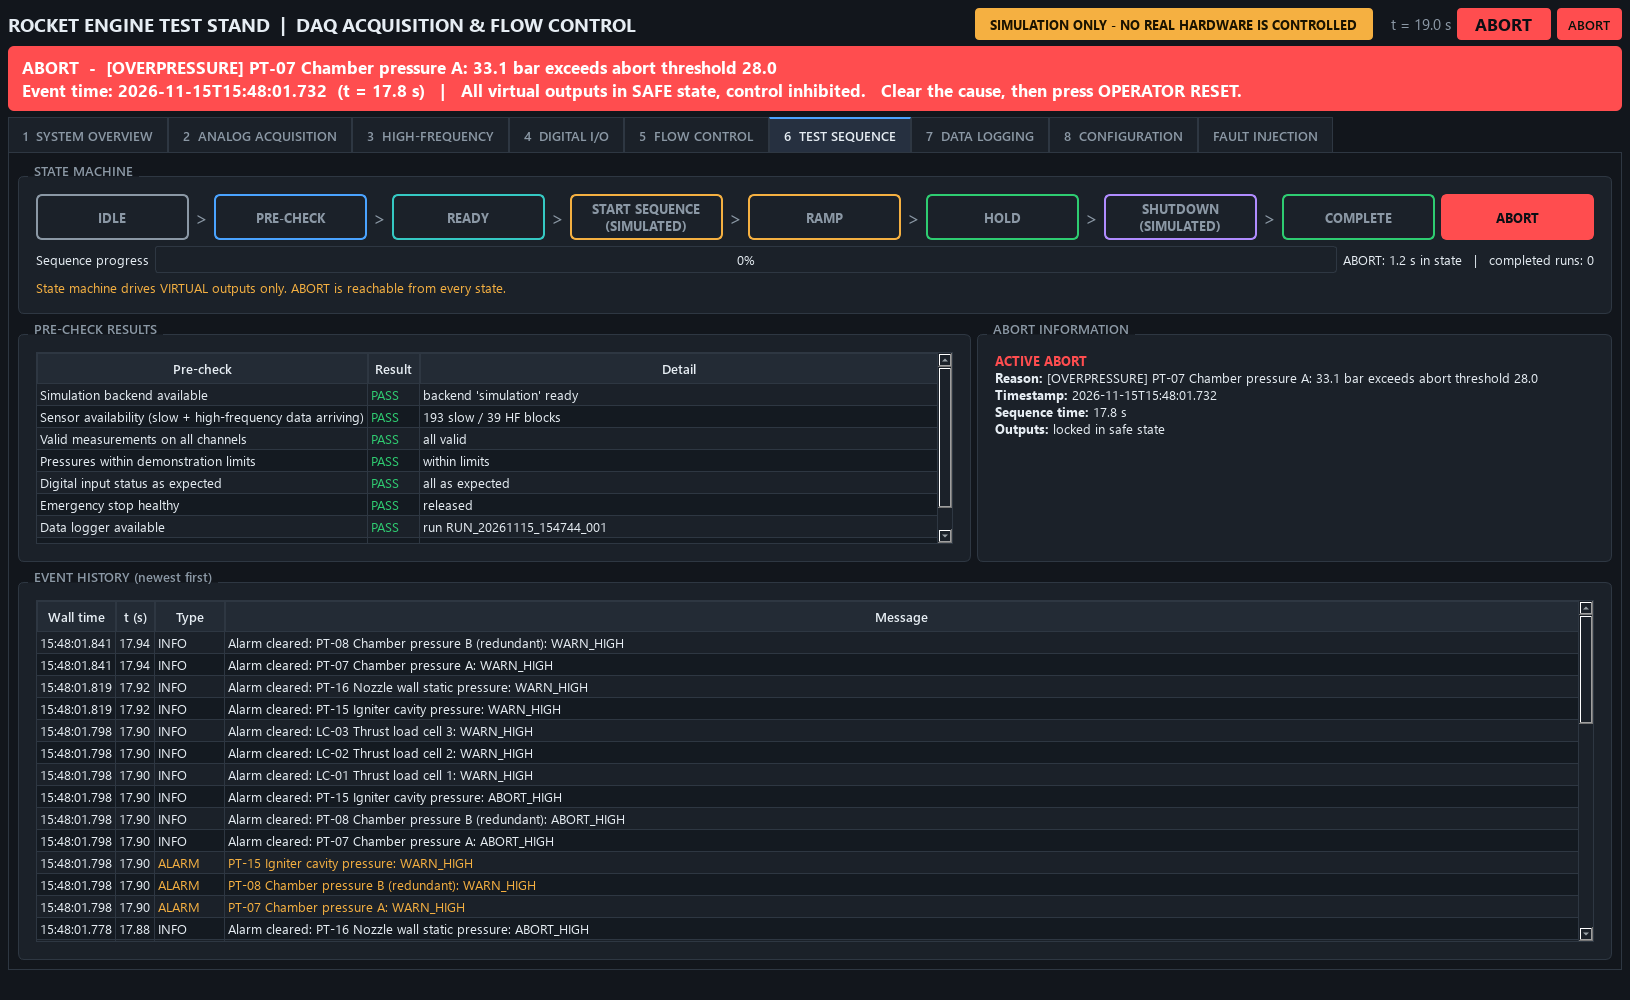 ROCKET ENGINE TEST STAND | DAQ ACQUISITION & FLOW CONTROL
SIMULATION ONLY - NO REAL HARDWARE IS CONTROLLED
t = 19.0 s
ABORT
ABORT
ABORT - [OVERPRESSURE] PT-07 Chamber pressure A: 33.1 bar exceeds abort threshold 28.0
Event time: 2026-11-15T15:48:01.732 (t = 17.8 s) | All virtual outputs in SAFE state, control inhibited. Clear the cause, then press OPERATOR RESET.
1 SYSTEM OVERVIEW
2 ANALOG ACQUISITION
3 HIGH-FREQUENCY
4 DIGITAL I/O
5 FLOW CONTROL
6 TEST SEQUENCE
7 DATA LOGGING
8 CONFIGURATION
FAULT INJECTION
STATE MACHINE
IDLE
>
PRE-CHECK
>
READY
>
START SEQUENCE
(SIMULATED)
>
RAMP
>
HOLD
>
SHUTDOWN
(SIMULATED)
>
COMPLETE
ABORT
Sequence progress
0%
ABORT: 1.2 s in state | completed runs: 0
State machine drives VIRTUAL outputs only. ABORT is reachable from every state.
PRE-CHECK RESULTS
Pre-check Result Detail
Simulation backend available PASS backend 'simulation' ready
Sensor availability (slow + high-frequency data arriving) PASS 193 slow / 39 HF blocks
Valid measurements on all channels PASS all valid
Pressures within demonstration limits PASS within limits
Digital input status as expected PASS all as expected
Emergency stop healthy PASS released
Data logger available PASS run RUN_20261115_154744_001
ABORT INFORMATION
ACTIVE ABORT
Reason: [OVERPRESSURE] PT-07 Chamber pressure A: 33.1 bar exceeds abort threshold 28.0
Timestamp: 2026-11-15T15:48:01.732
Sequence time: 17.8 s
Outputs: locked in safe state
EVENT HISTORY (newest first)
Wall time t (s) Type Message
15:48:01.841 17.94 INFO Alarm cleared: PT-08 Chamber pressure B (redundant): WARN_HIGH
15:48:01.841 17.94 INFO Alarm cleared: PT-07 Chamber pressure A: WARN_HIGH
15:48:01.819 17.92 INFO Alarm cleared: PT-16 Nozzle wall static pressure: WARN_HIGH
15:48:01.819 17.92 INFO Alarm cleared: PT-15 Igniter cavity pressure: WARN_HIGH
15:48:01.798 17.90 INFO Alarm cleared: LC-03 Thrust load cell 3: WARN_HIGH
15:48:01.798 17.90 INFO Alarm cleared: LC-02 Thrust load cell 2: WARN_HIGH
15:48:01.798 17.90 INFO Alarm cleared: LC-01 Thrust load cell 1: WARN_HIGH
15:48:01.798 17.90 INFO Alarm cleared: PT-15 Igniter cavity pressure: ABORT_HIGH
15:48:01.798 17.90 INFO Alarm cleared: PT-08 Chamber pressure B (redundant): ABORT_HIGH
15:48:01.798 17.90 INFO Alarm cleared: PT-07 Chamber pressure A: ABORT_HIGH
15:48:01.798 17.90 ALARM PT-15 Igniter cavity pressure: WARN_HIGH
15:48:01.798 17.90 ALARM PT-08 Chamber pressure B (redundant): WARN_HIGH
15:48:01.798 17.90 ALARM PT-07 Chamber pressure A: WARN_HIGH
15:48:01.778 17.88 INFO Alarm cleared: PT-16 Nozzle wall static pressure: ABORT_HIGH